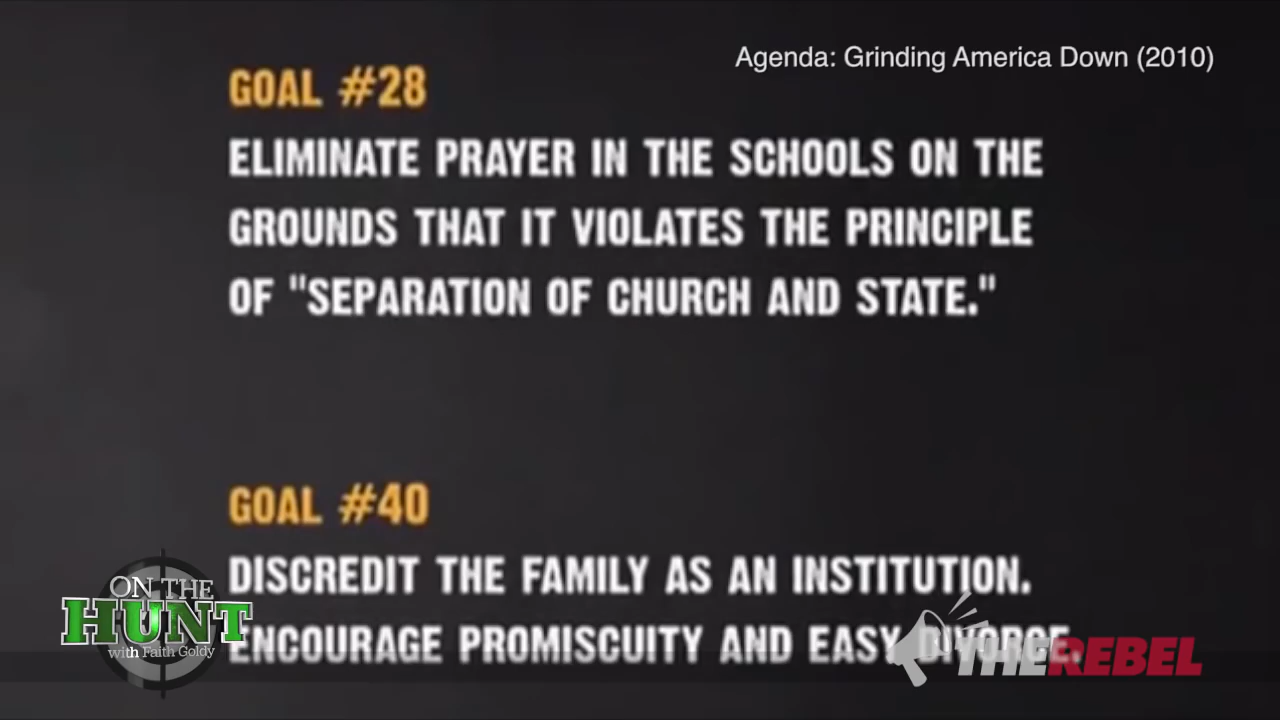 Agenda: Grinding America Down (2010)
GOAL #28
ELIMINATE PRAYER IN THE SCHOOLS ON THE
GROUNDS THAT IT VIOLATES THE PRINCIPLE
OF "SEPARATION OF CHURCH AND STATE."
GOAL #40
DISCREDIT THE FAMILY AS AN INSTITUTION.
ENCOURAGE PROMISCUITY AND EASY DIVORCE.
ON THE
HUNT
with Faith Goldy
THEREBEL